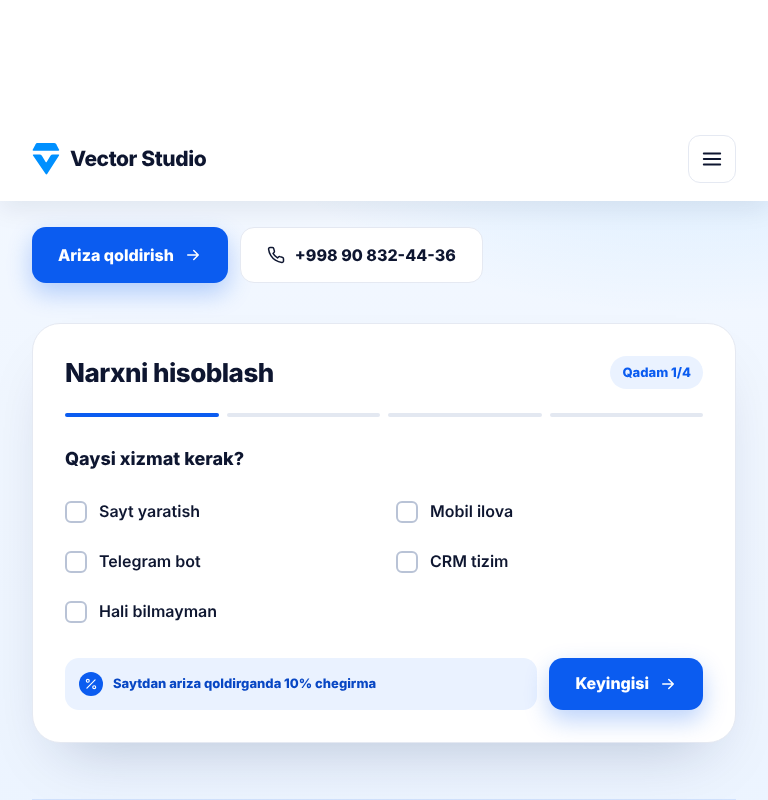 Vector Studio
Ariza qoldirish
+998 90 832-44-36
Narxni hisoblash
Qadam 1/4
Qaysi xizmat kerak?
Sayt yaratish
Mobil ilova
Telegram bot
CRM tizim
Hali bilmayman
Saytdan ariza qoldirganda 10% chegirma
Keyingisi